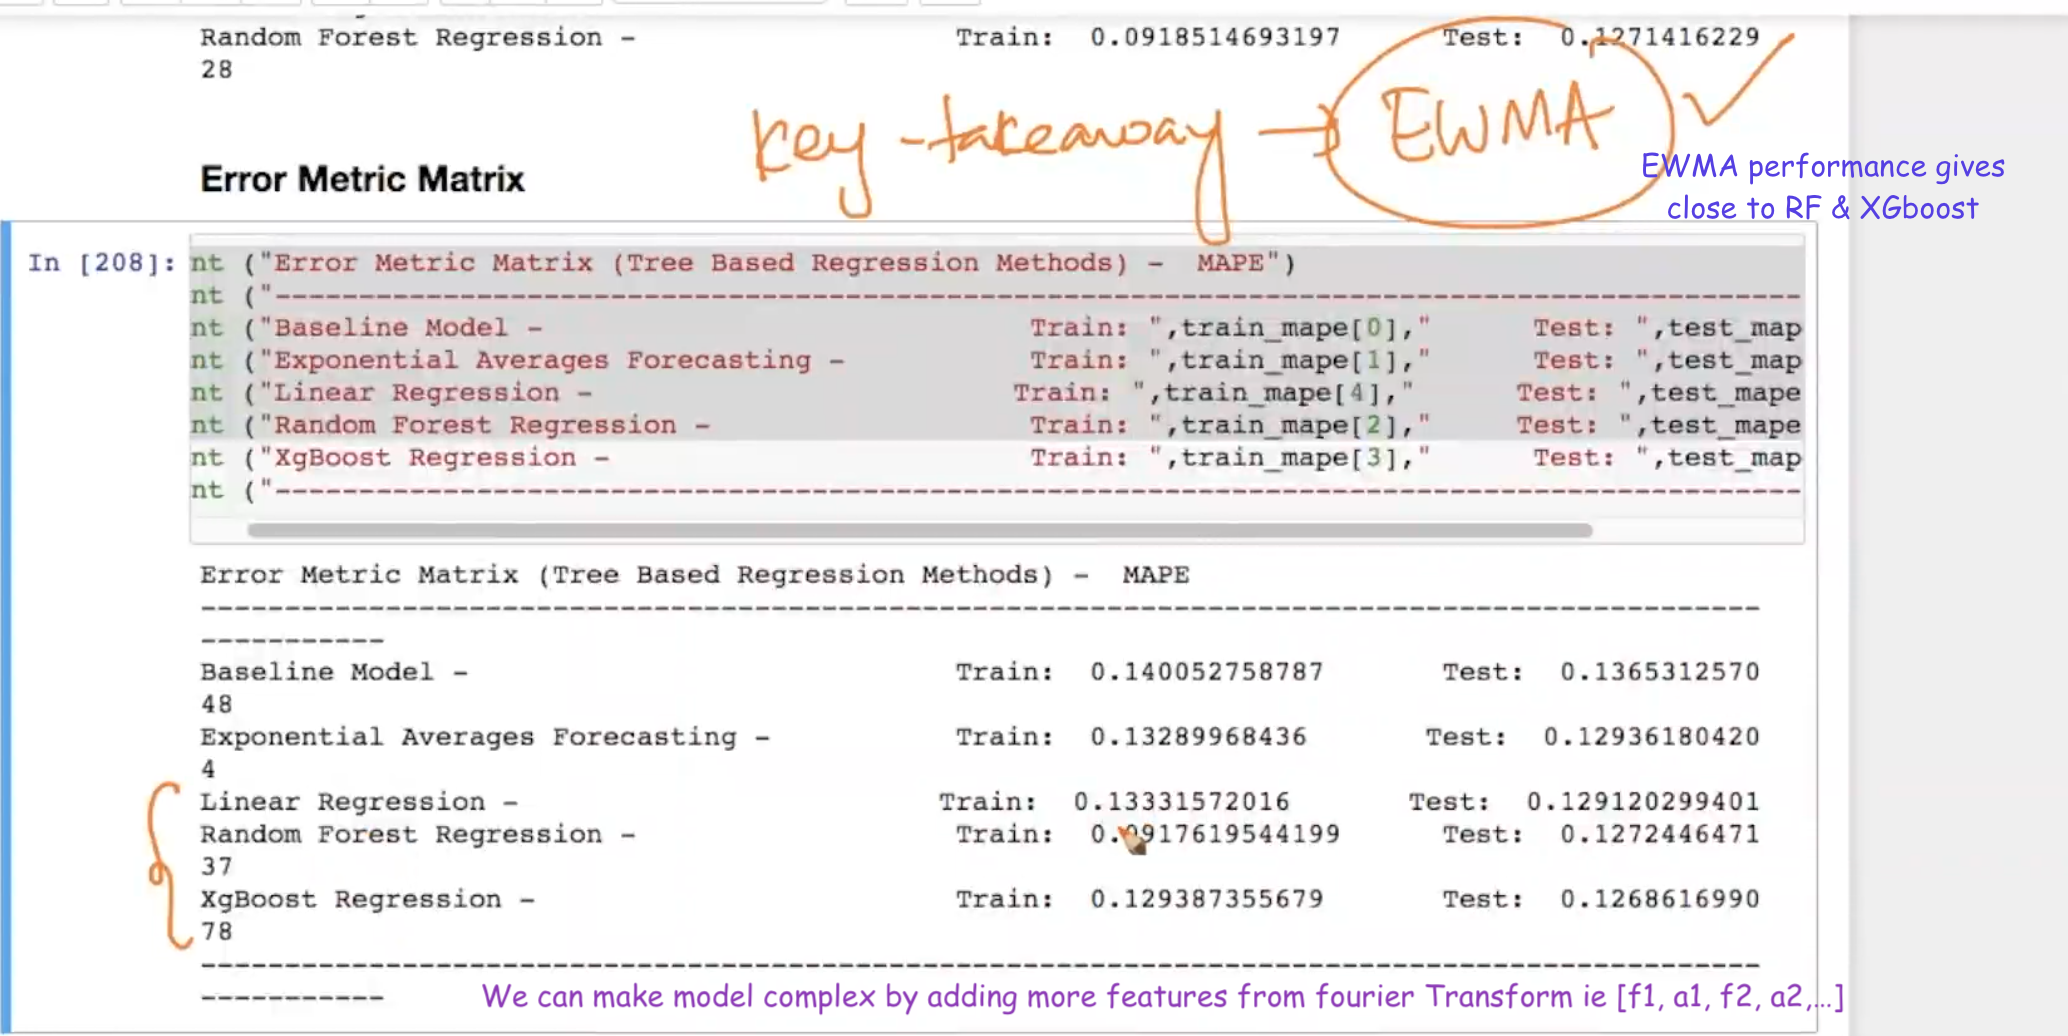 Random Forest Regression - Train: 0.0918514693197 Test: 0.1271416229
28
key-takeaway → EWMA ✓
EWMA performance gives
close to RF & XGboost
Error Metric Matrix
In [208]: nt ("Error Metric Matrix (Tree Based Regression Methods) - MAPE")
nt ("--------------------------------------------------------------------------------------------
nt ("Baseline Model - Train: ",train_mape[0]," Test: ",test_map
nt ("Exponential Averages Forecasting - Train: ",train_mape[1]," Test: ",test_map
nt ("Linear Regression - Train: ",train_mape[4]," Test: ",test_mape
nt ("Random Forest Regression - Train: ",train_mape[2]," Test: ",test_mape
nt ("XgBoost Regression - Train: ",train_mape[3]," Test: ",test_map
nt ("--------------------------------------------------------------------------------------------
Error Metric Matrix (Tree Based Regression Methods) - MAPE
---------------------------------------------------------------------------------------------
-----------
Baseline Model - Train: 0.140052758787 Test: 0.1365312570
48
Exponential Averages Forecasting - Train: 0.13289968436 Test: 0.12936180420
4
Linear Regression - Train: 0.13331572016 Test: 0.129120299401
Random Forest Regression - Train: 0.0917619544199 Test: 0.1272446471
37
XgBoost Regression - Train: 0.129387355679 Test: 0.1268616990
78
---------------------------------------------------------------------------------------------
-----------
We can make model complex by adding more features from fourier Transform ie [f1, a1, f2, a2,...]